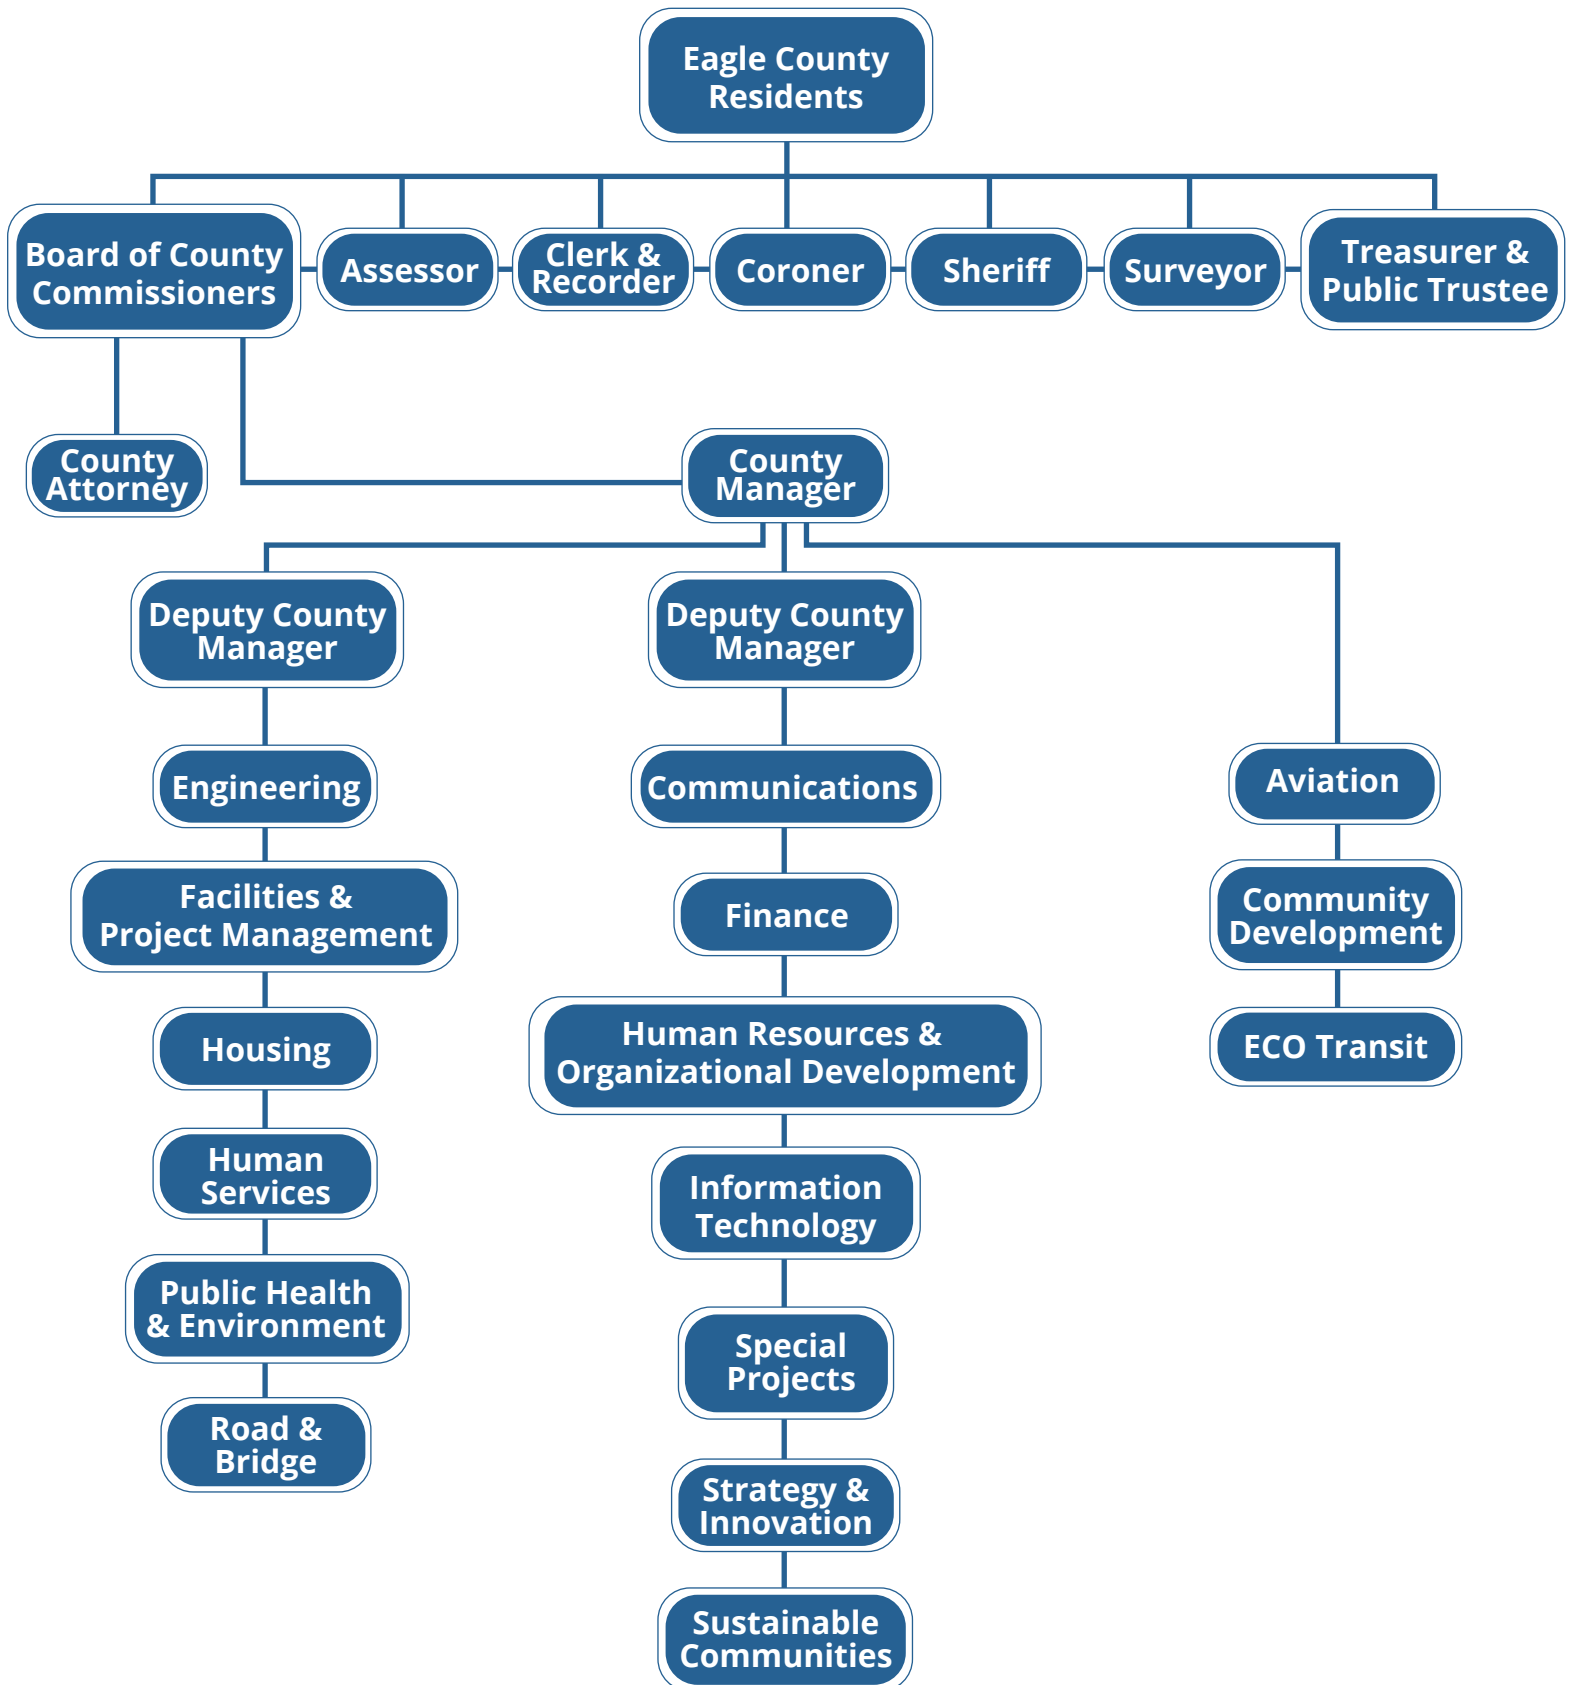 Eagle County
Residents
Board of County
Commissioners
Assessor
Clerk &
Recorder
Coroner
Sheriff
Surveyor
Treasurer &
Public Trustee
County
Attorney
County
Manager
Deputy County
Manager
Deputy County
Manager
Engineering
Facilities &
Project Management
Housing
Human
Services
Public Health
& Environment
Road &
Bridge
Communications
Finance
Human Resources &
Organizational Development
Information
Technology
Special
Projects
Strategy &
Innovation
Sustainable
Communities
Aviation
Community
Development
ECO Transit